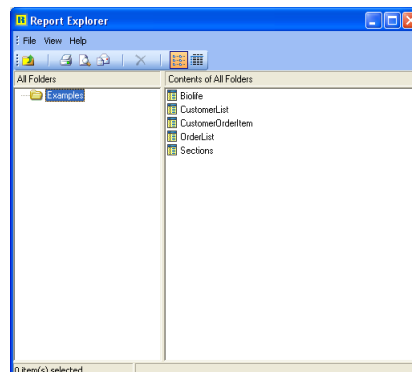 Report Explorer
File View Help
All Folders
Contents of All Folders
Examples
Biolife
CustomerList
CustomerOrderItem
OrderList
Sections
0 item(s) selected